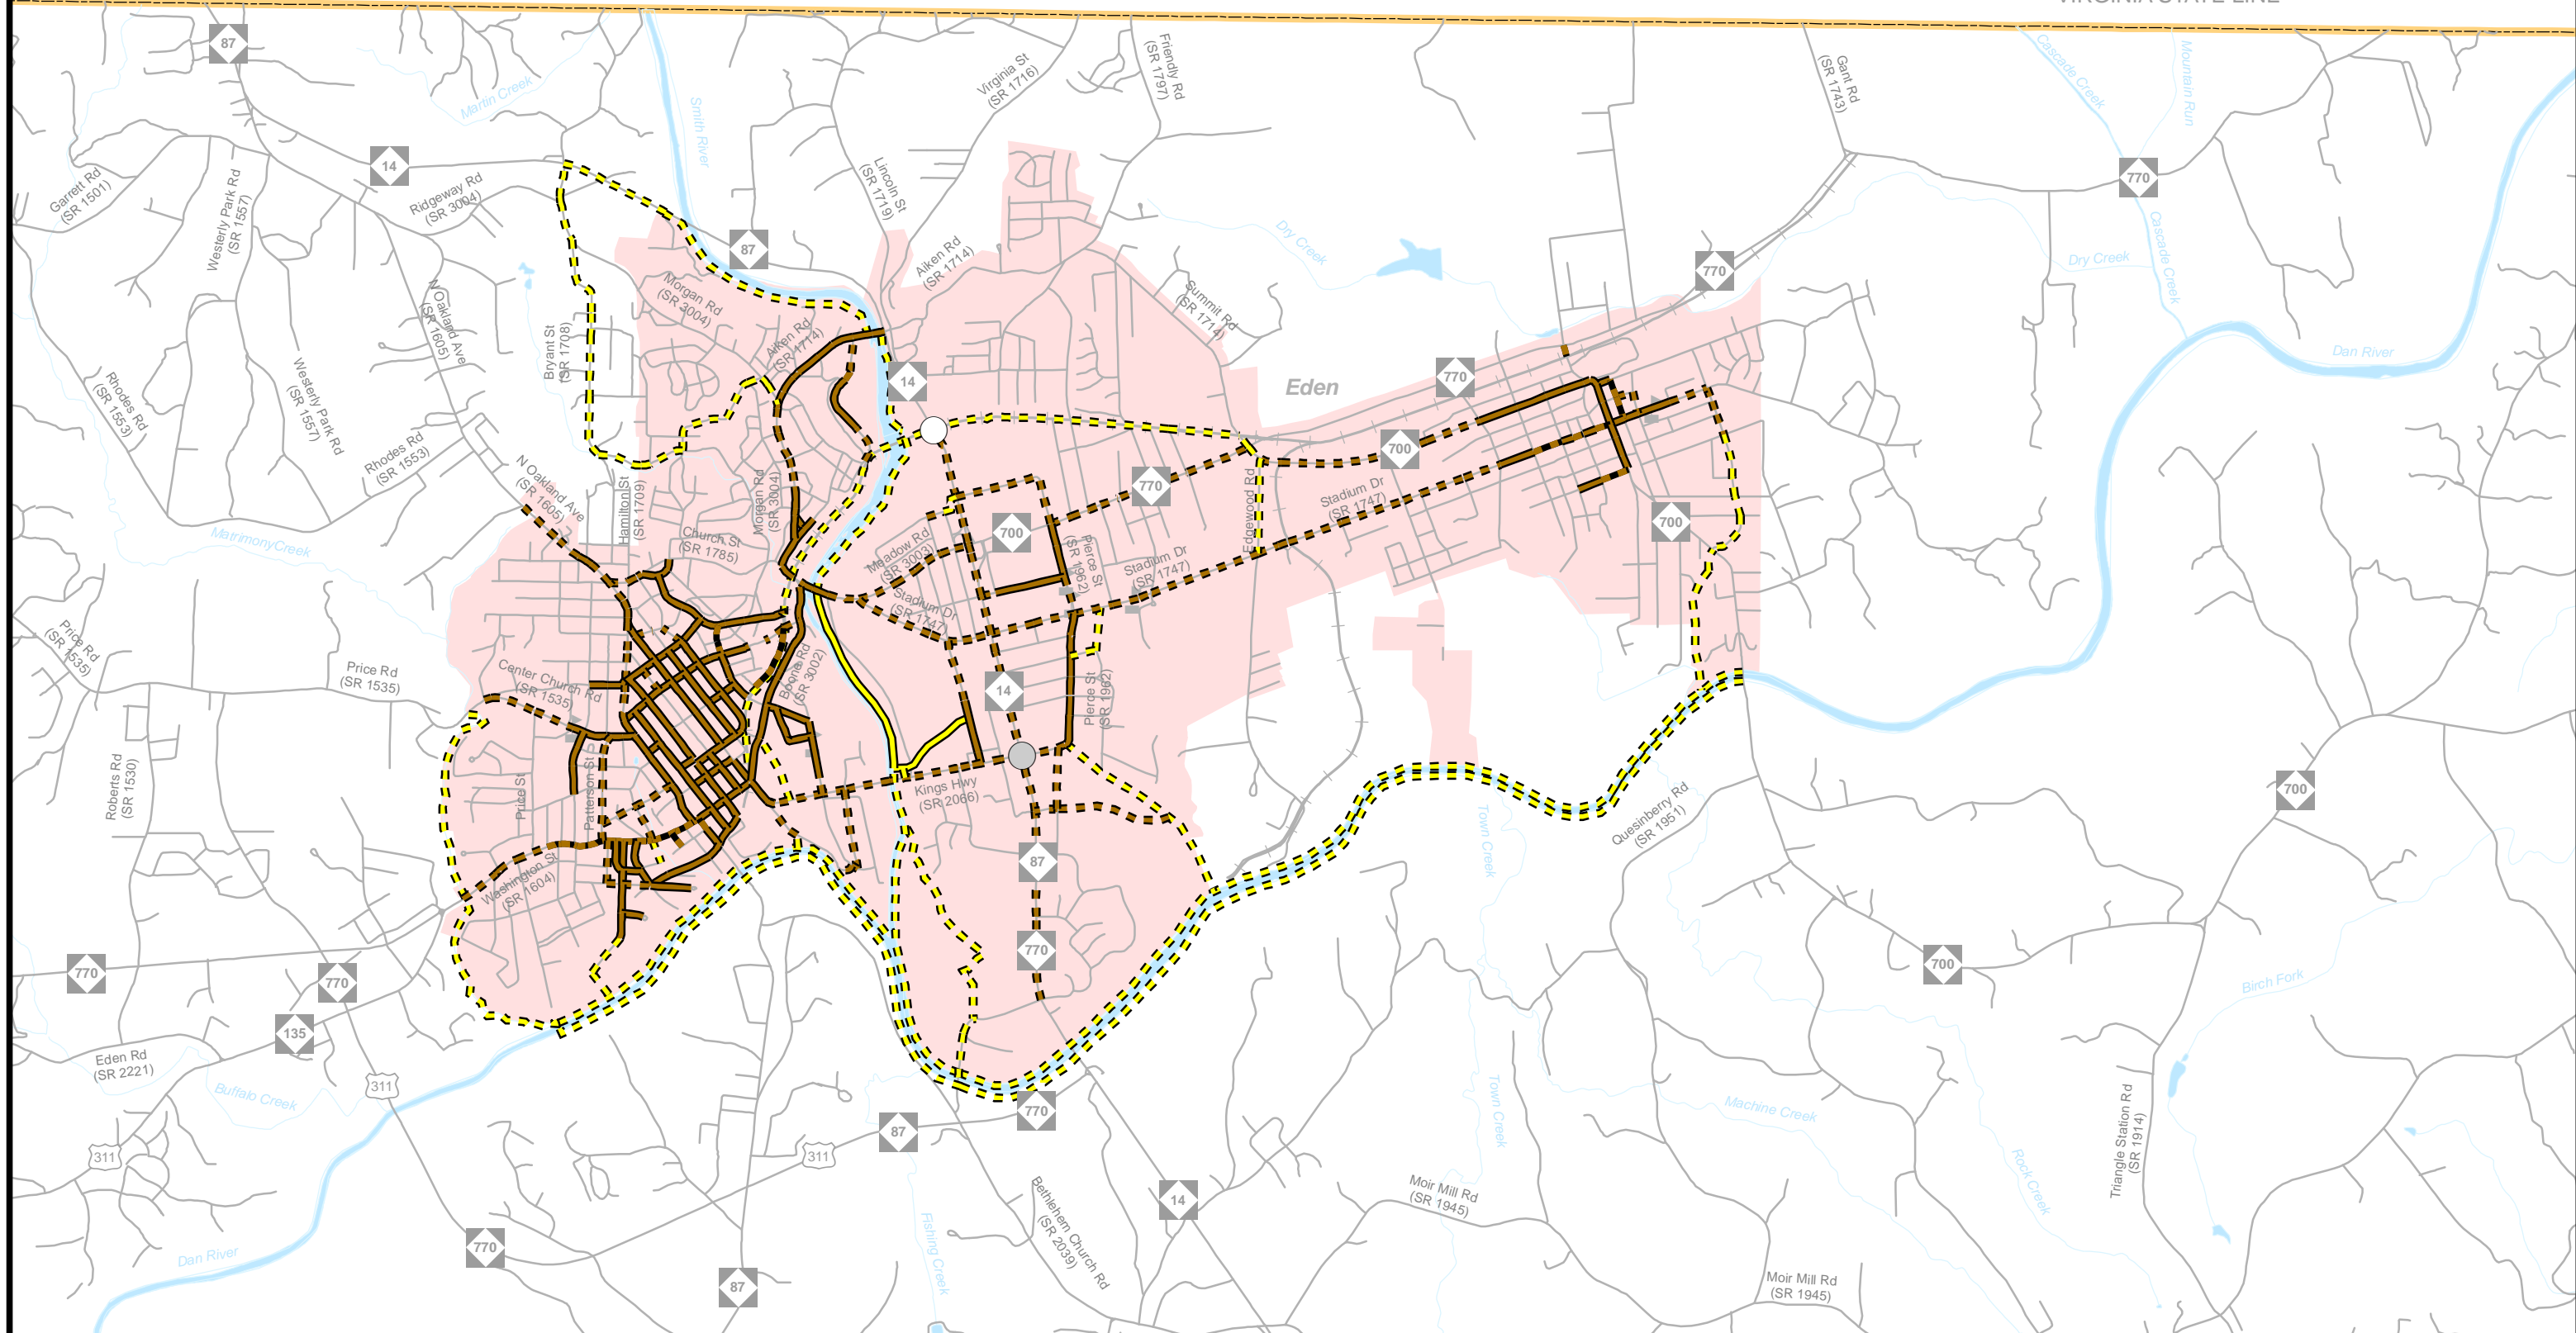 VIRGINIA STATE LINE
87
Friendly Rd
(SR 1797)
Virginia St
(SR 1716)
Gant Rd
(SR 1743)
Cascade Creek
Mountain Run
Martin Creek
Smith River
14
Garrett Rd
(SR 1501)
Westerly Park Rd
(SR 1557)
Ridgeway Rd
(SR 3004)
Lincoln St
(SR 1719)
770
87
Aiken Rd
(SR 1714)
Dry Creek
Cascade Creek
Dry Creek
770
Summit Rd
(SR 1714)
Morgan Rd
(SR 3004)
N Oakland Ave
(SR 1605)
Bryant St
(SR 1708)
Aiken Rd
(SR 1714)
Dan River
Rhodes Rd
(SR 1553)
Westerly Park Rd
(SR 1557)
14
Eden
770
Rhodes Rd
(SR 1553)
700
N Oakland Ave
(SR 1605)
Hamilton St
(SR 1709)
Morgan Rd
(SR 3004)
770
Edgewood Rd
Stadium Dr
(SR 1747)
700
Matrimony Creek
Church St
(SR 1785)
Meadow Rd
(SR 3003)
700
Pierce St
(SR 1962)
Stadium Dr
(SR 1747)
Stadium Dr
(SR 1747)
Price Rd
(SR 1535)
Price Rd
(SR 1535)
Center Church Rd
(SR 1535)
Boone Rd
(SR 3002)
14
Pierce St
(SR 1962)
Roberts Rd
(SR 1530)
Price St
Patterson St
Kings Hwy
(SR 2066)
Town Creek
Quesinberry Rd
(SR 1951)
700
Washington St
(SR 1604)
87
770
770
770
135
700
Birch Fork
Eden Rd
(SR 2221)
311
Buffalo Creek
770
87
311
311
Town Creek
Machine Creek
Triangle Station Rd
(SR 1914)
Rock Creek
Bethlehem Church Rd
(SR 2039)
14
Moir Mill Rd
(SR 1945)
Dan River
770
87
Fishing Creek
Moir Mill Rd
(SR 1945)